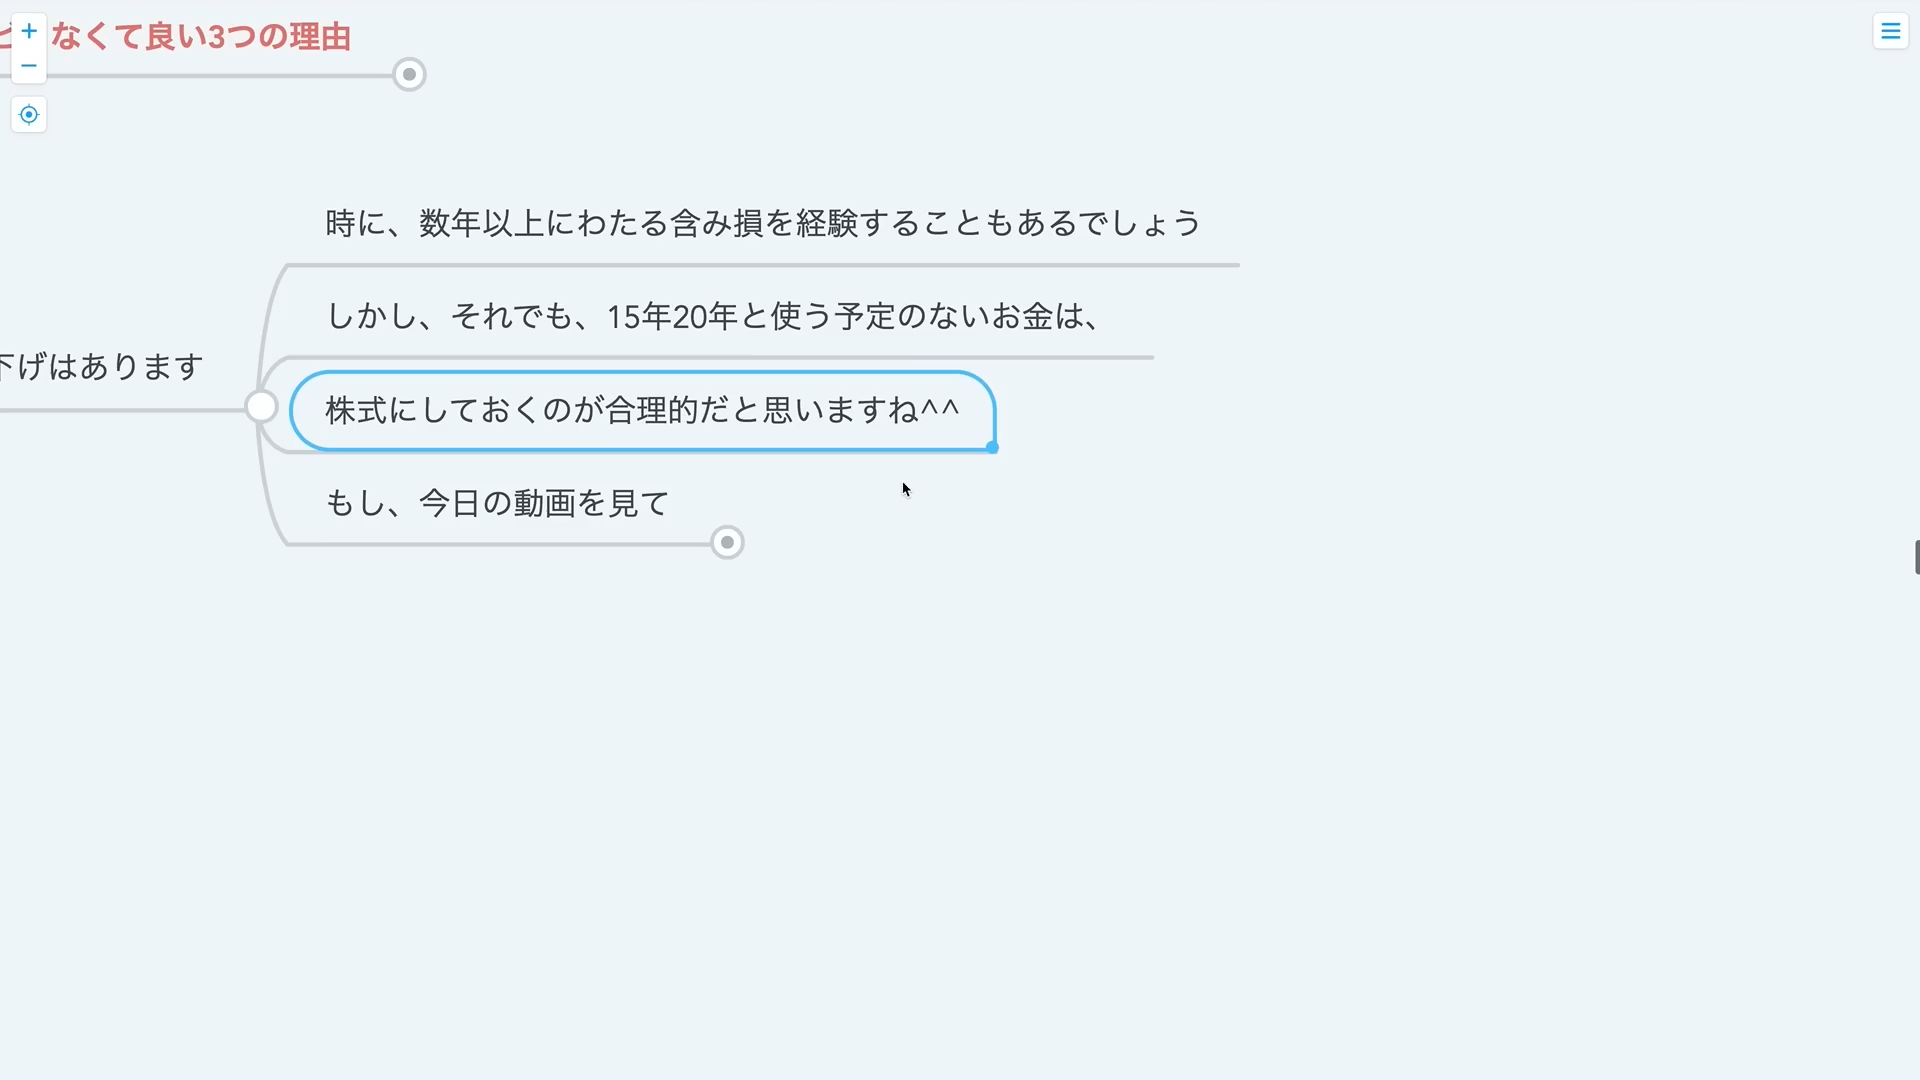 なくて良い3つの理由
時に、数年以上にわたる含み損を経験することもあるでしょう
しかし、それでも、15年20年と使う予定のないお金は、
下げはあります
株式にしておくのが合理的だと思いますね^^
もし、今日の動画を見て